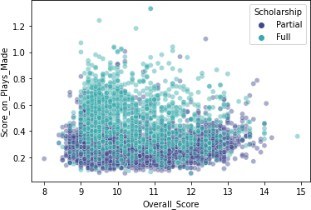 Scholarship
Partial
Full
Score_on_Plays_Made
1.2
1.0
0.8
0.6
0.4
0.2
8 9 10 11 12 13 14 15
Overall_Score